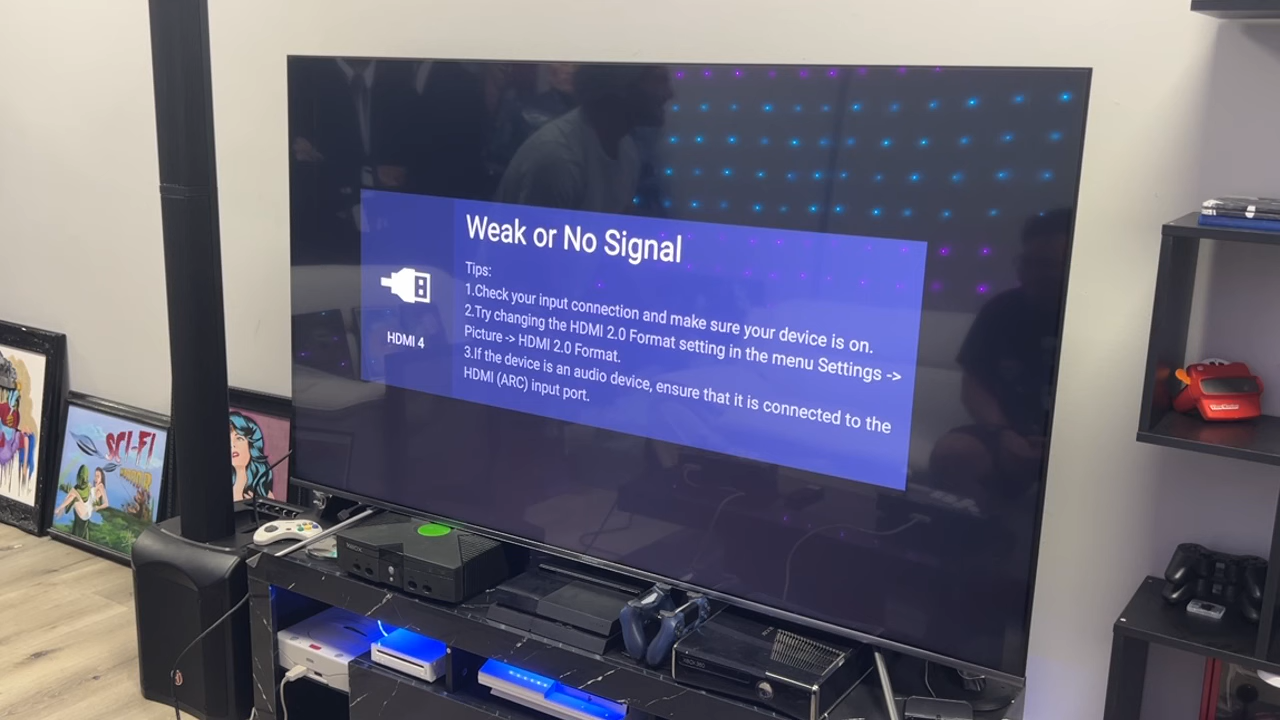 Weak or No Signal
Tips:
1.Check your input connection and make sure your device is on.
2.Try changing the HDMI 2.0 Format setting in the menu Settings ->
Picture -> HDMI 2.0 Format.
3.If the device is an audio device, ensure that it is connected to the
HDMI (ARC) input port.
HDMI 4
SCI-FI
XBOX
XBOX 360